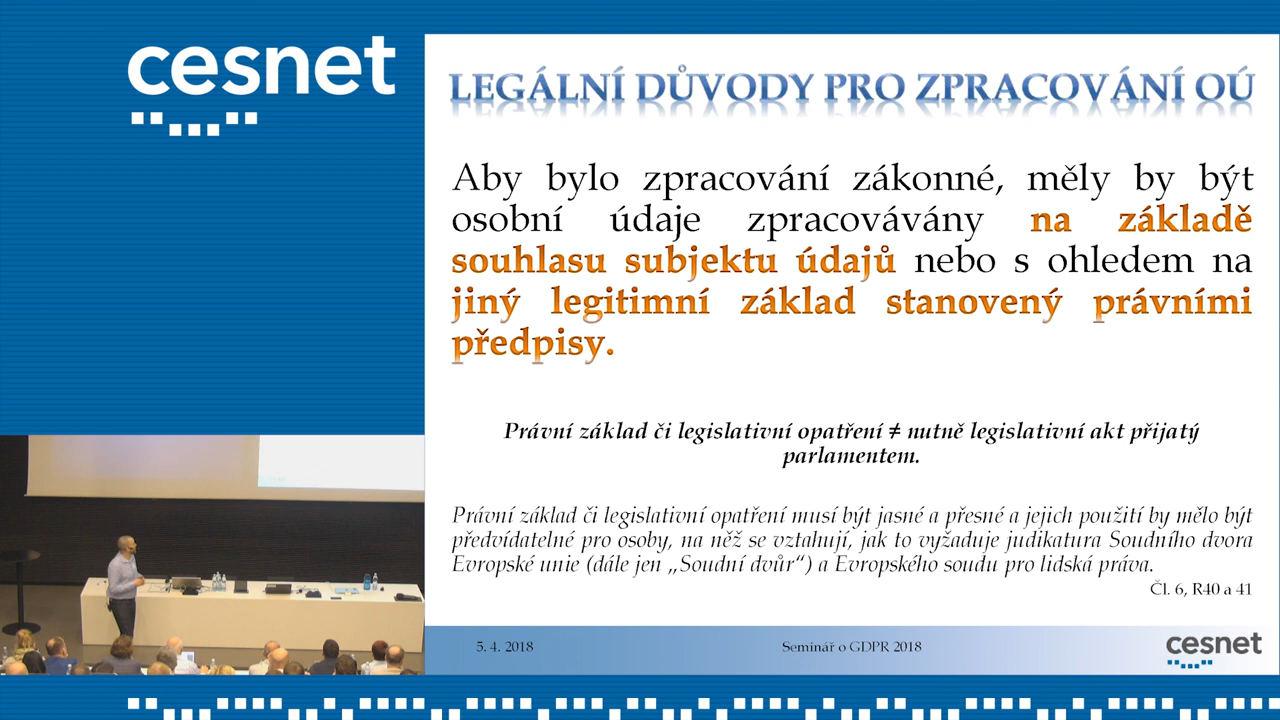 cesnet
LEGÁLNÍ DŮVODY PRO ZPRACOVÁNÍ OÚ
Aby bylo zpracování zákonné, měly by být
osobní údaje zpracovávány na základě
souhlasu subjektu údajů nebo s ohledem na
jiný legitimní základ stanovený právními
předpisy.
Právní základ či legislativní opatření ≠ nutně legislativní akt přijatý
parlamentem.
Právní základ či legislativní opatření musí být jasné a přesné a jejich použití by mělo být
předvídatelné pro osoby, na něž se vztahují, jak to vyžaduje judikatura Soudního dvora
Evropské unie (dále jen „Soudní dvůr“) a Evropského soudu pro lidská práva.
Čl. 6, R40 a 41
5. 4. 2018
Seminář o GDPR 2018
cesnet